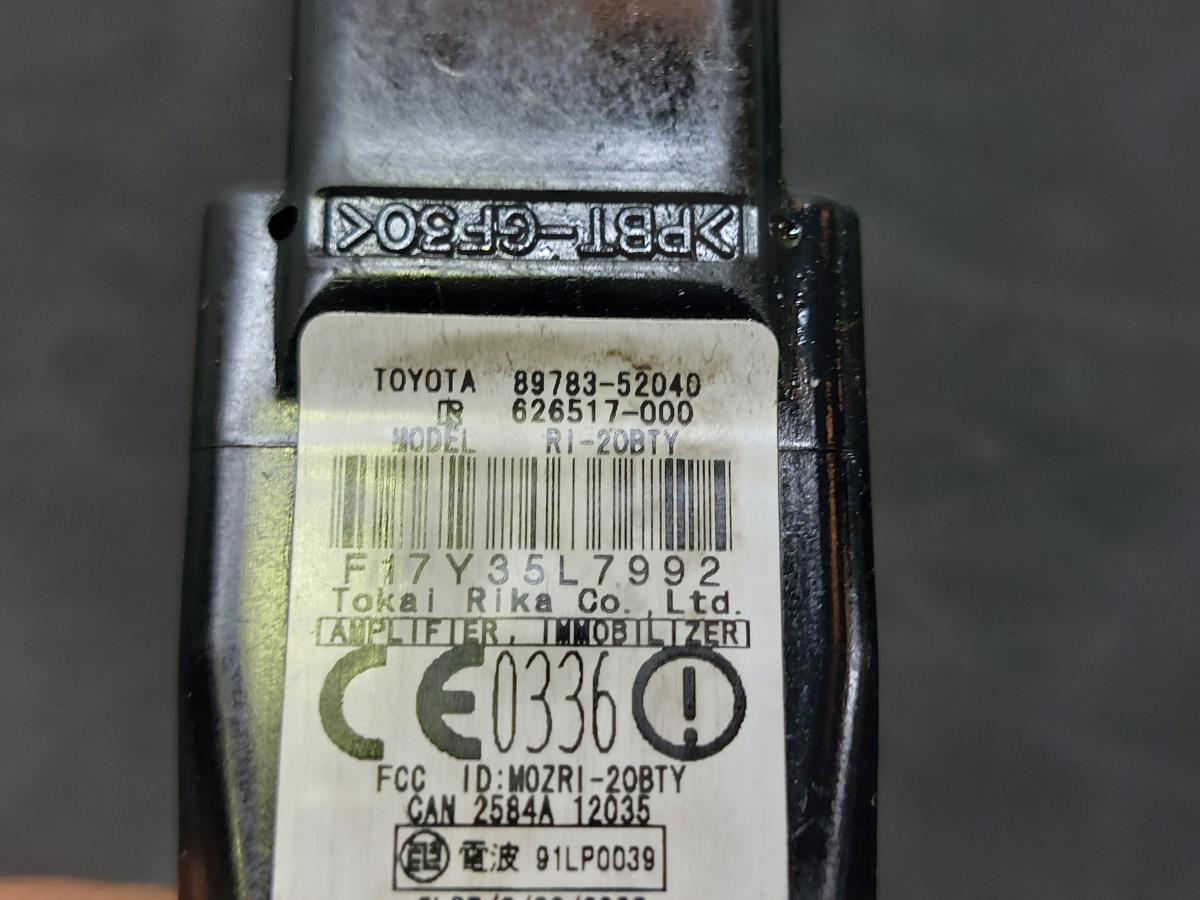 >PBT-GF30<
TOYOTA 89783-52040
626517-000
MODEL RI-20BTY
F17Y35L7992
Tokai Rika Co.,Ltd.
AMPLIFIER, IMMOBILIZER
CE0336
FCC ID:MOZRI-20BTY
CAN 2584A 12035
電波 91LP0039